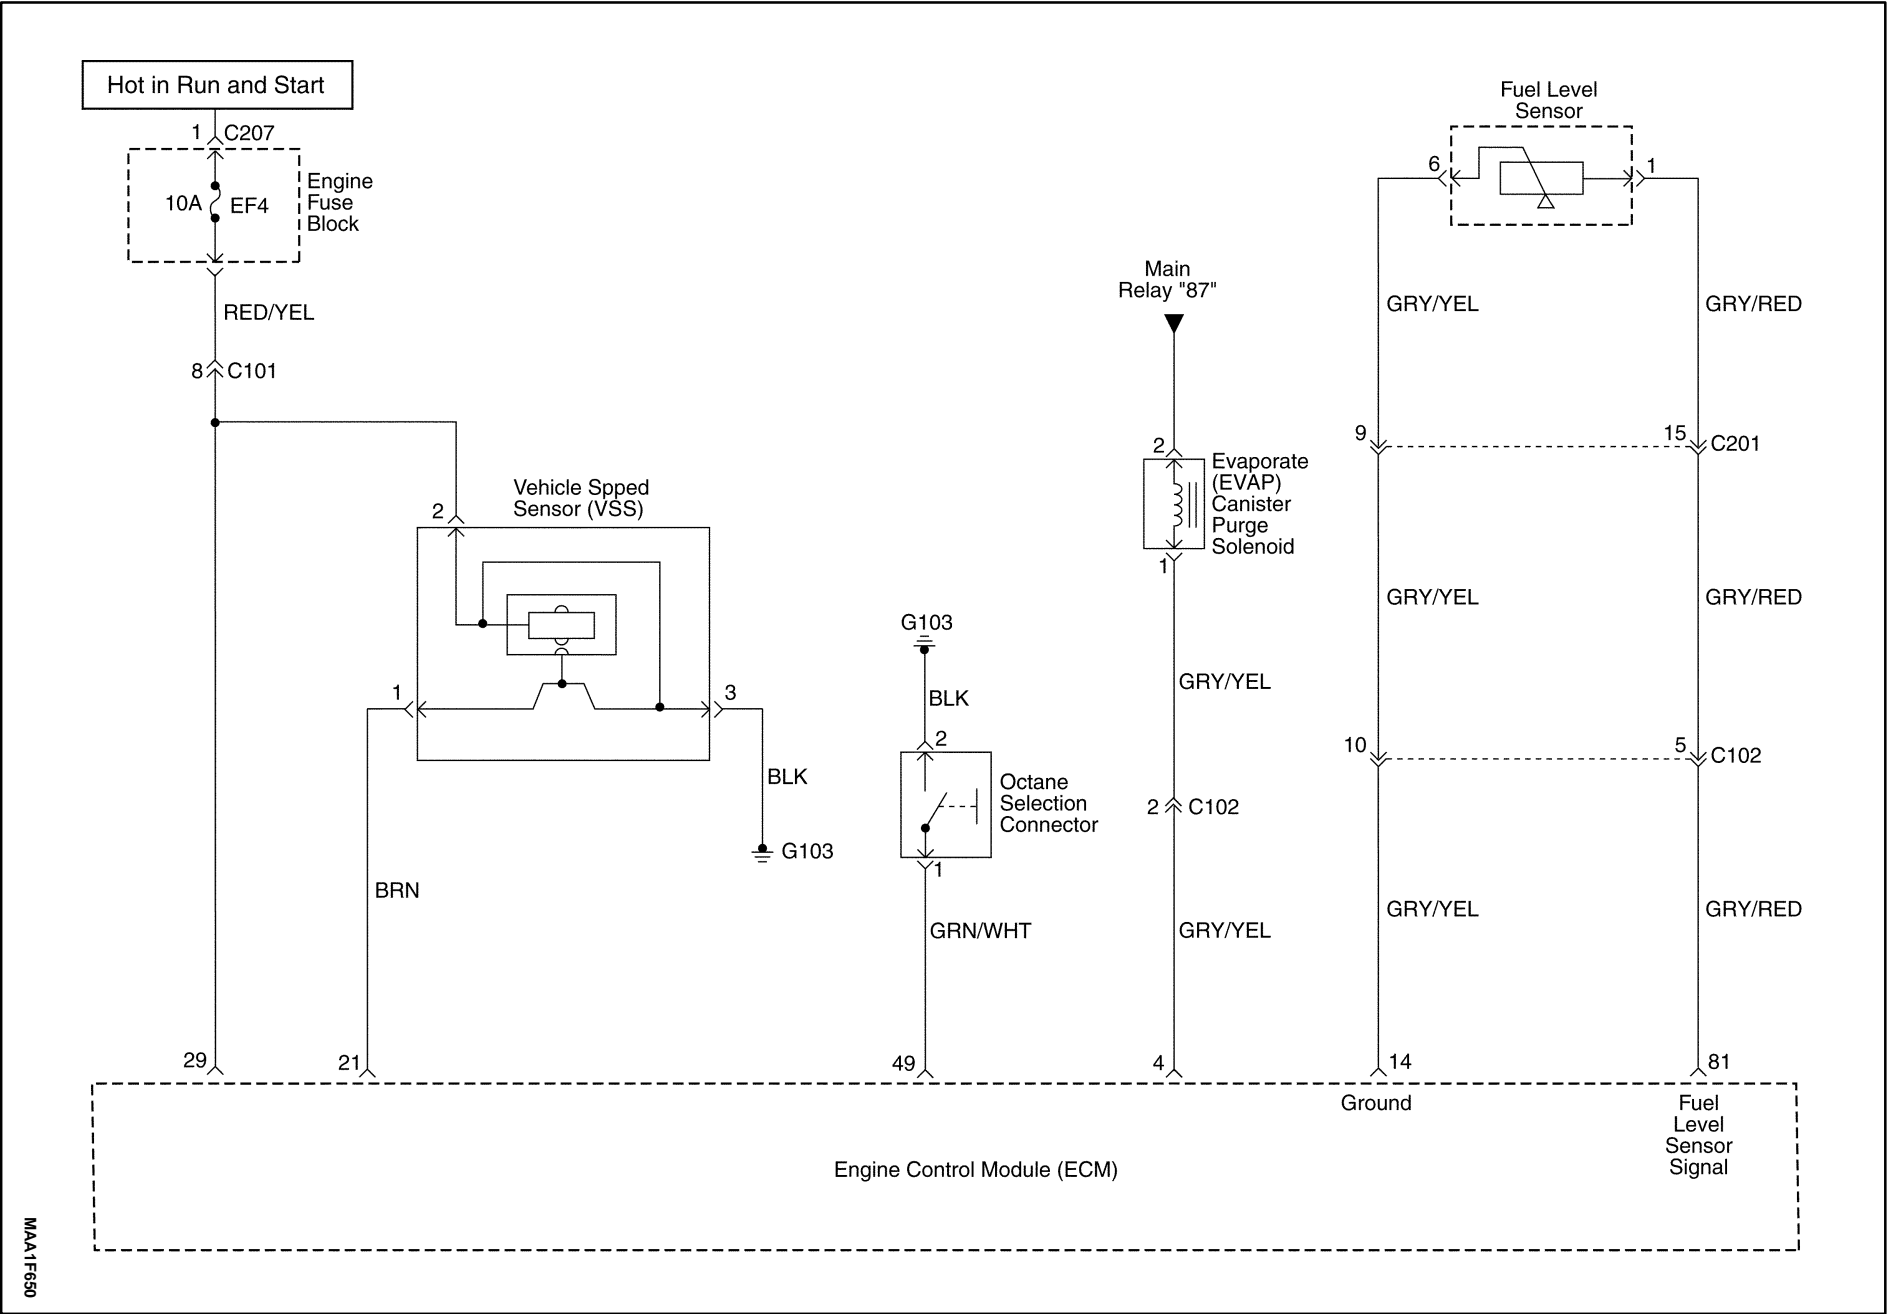 Hot in Run and Start
1 C207
10A EF4
Engine
Fuse
Block
RED/YEL
8 C101
Vehicle Spped
Sensor (VSS)
2
1
3
BLK
G103
BRN
G103
BLK
2
Octane
Selection
Connector
1
GRN/WHT
Main
Relay "87"
2
Evaporate
(EVAP)
Canister
Purge
Solenoid
1
GRY/YEL
2 C102
GRY/YEL
Fuel Level
Sensor
6
1
GRY/YEL
GRY/RED
9
15 C201
GRY/YEL
GRY/RED
10
5 C102
GRY/YEL
GRY/RED
29
21
49
4
14
81
Ground
Fuel
Level
Sensor
Signal
Engine Control Module (ECM)
MAA1F650